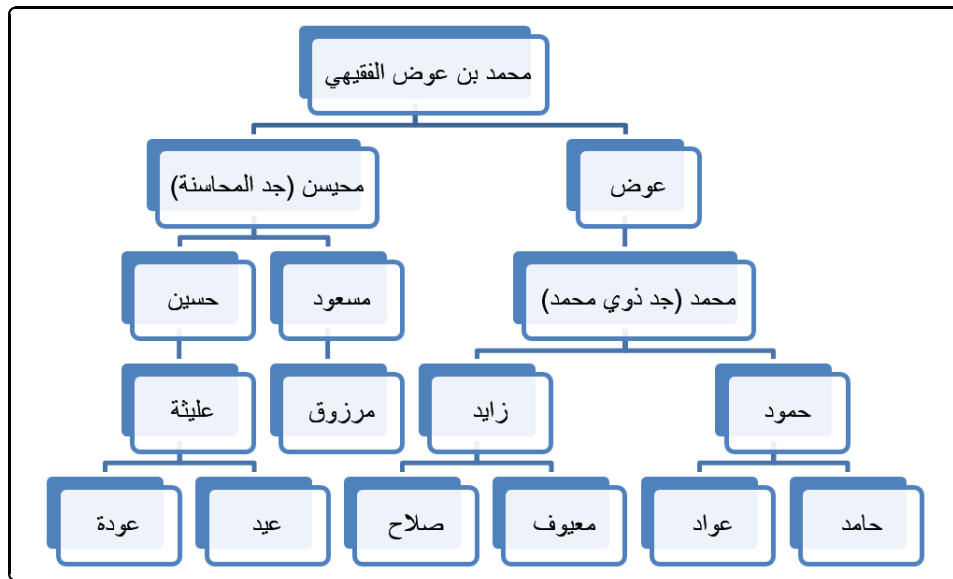 محمد بن عوض الفقيهي
عوض
محيسن (جد المحاسنة)
محمد (جد ذوي محمد)
مسعود
حسين
حمود
زايد
مرزوق
عليثة
حامد
عواد
معيوف
صلاح
عيد
عودة